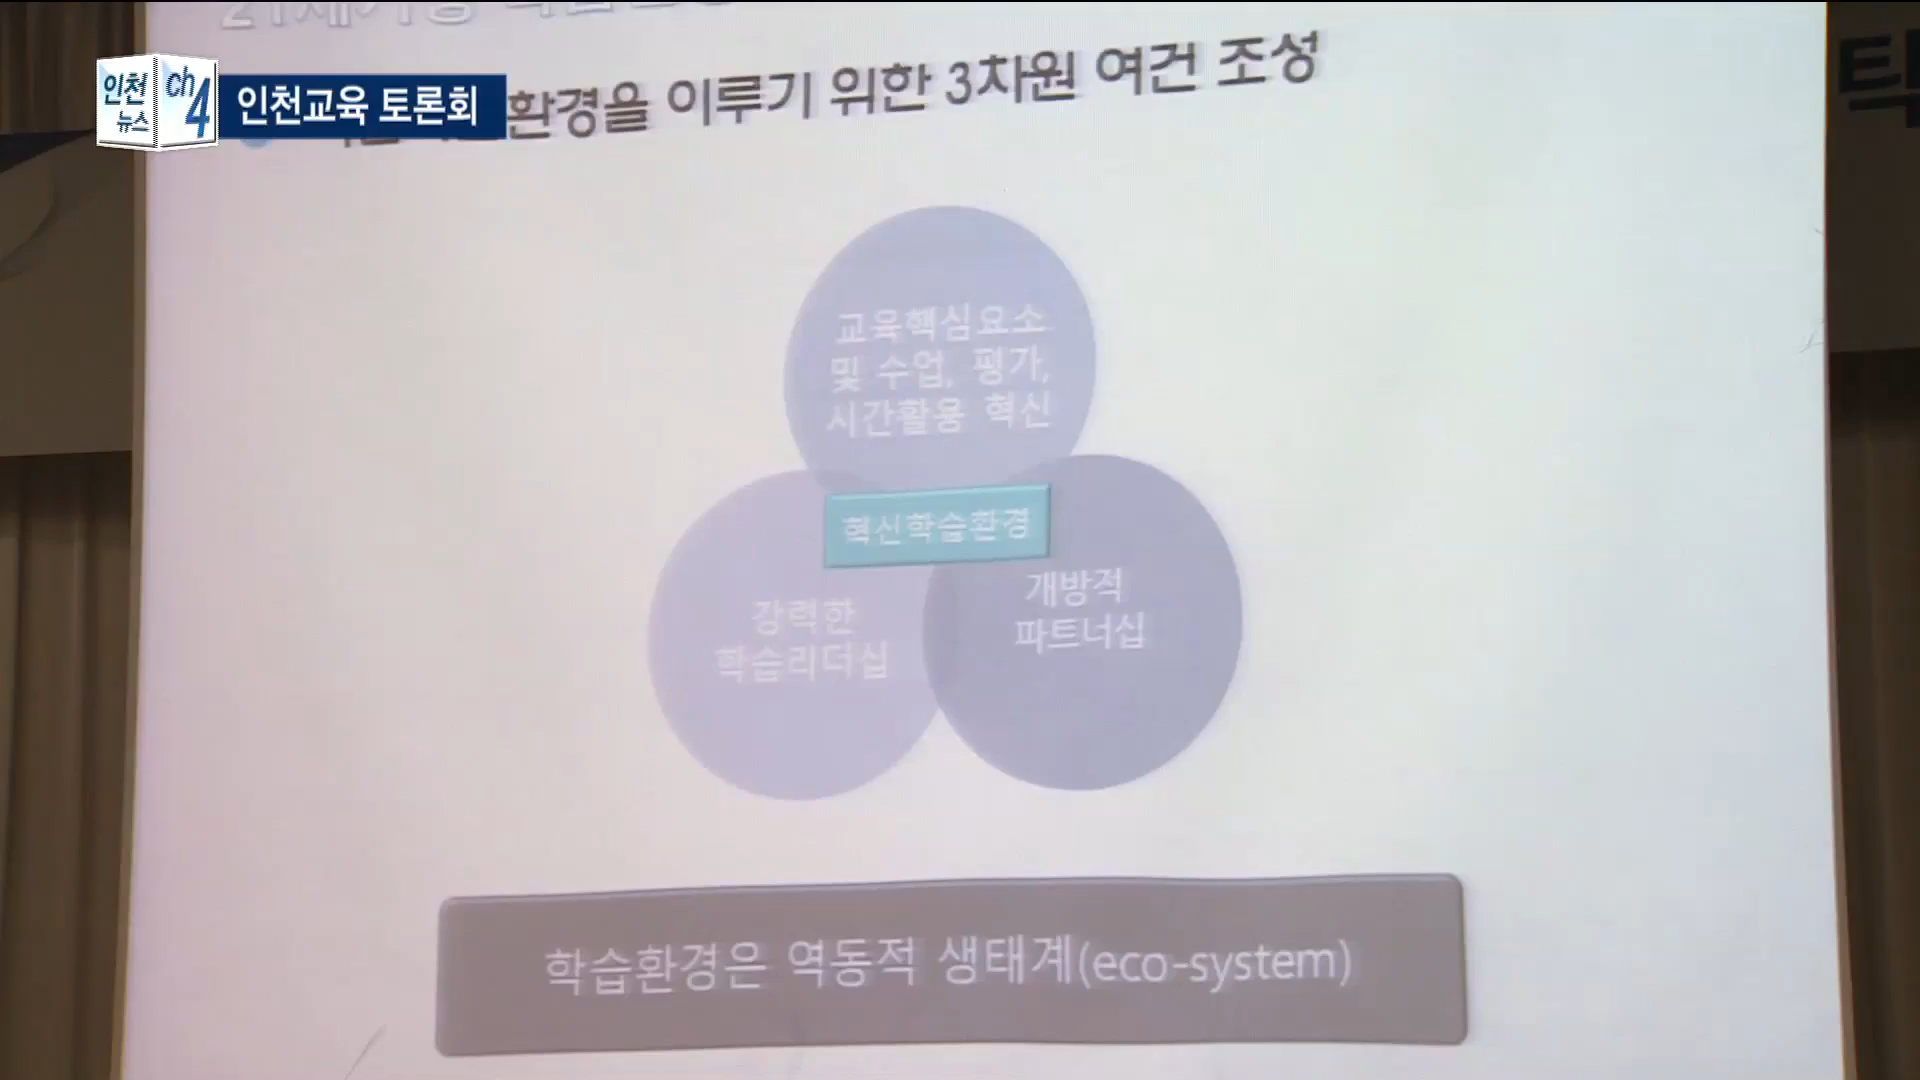 인천
뉴스
ch4
인천교육 토론회
환경을 이루기 위한 3차원 여건 조성
교육핵심요소
및 수업, 평가,
시간활용 혁신
혁신학습환경
강력한
학습리더십
개방적
파트너십
학습환경은 역동적 생태계(eco-system)
탁